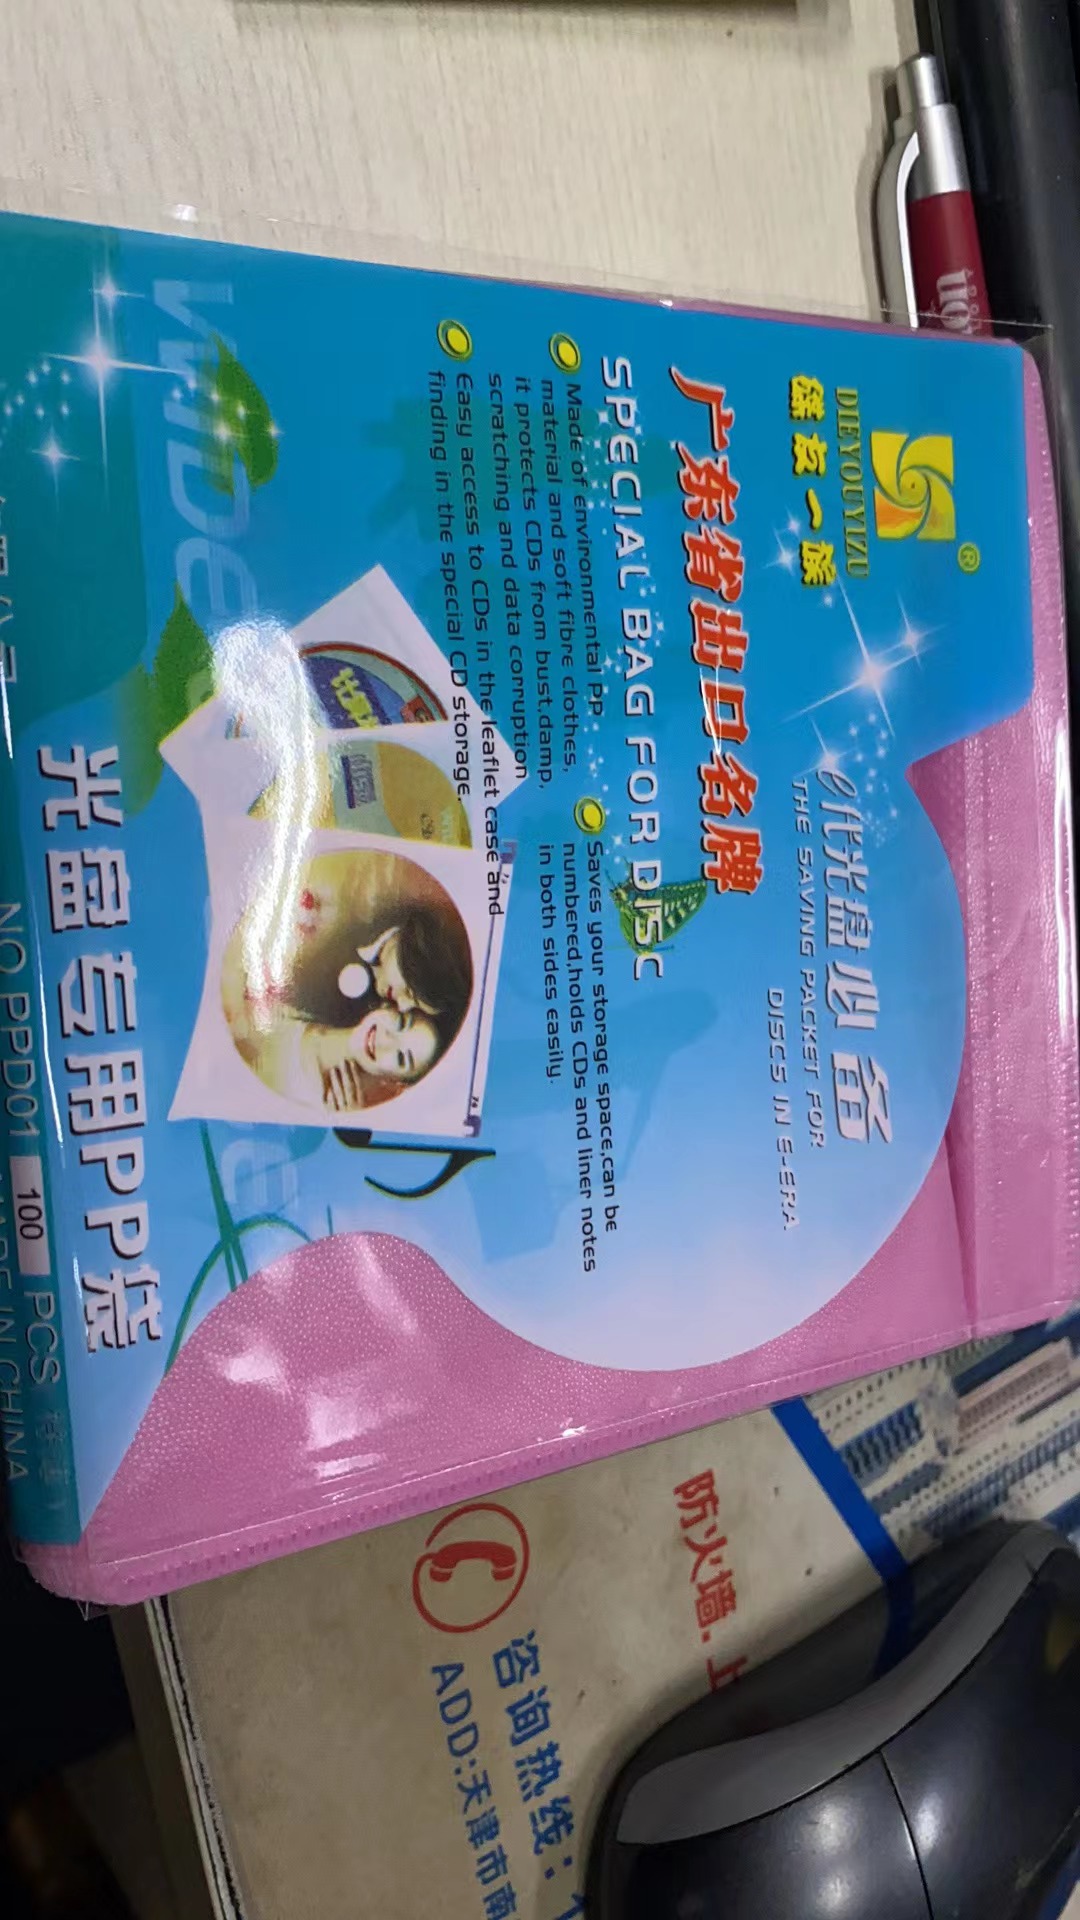 DIEYOUYIZU
®
e代光盘必备
THE SAVING PACKET FOR
DISCS IN E-ERA
广东省出口名牌
SPECIAL BAG FOR DISC
Made of environmental PP
material and soft fibre clothes,
it protects CDs from bust,damp,
scratching and data corruption
Easy access to CDs in the leaflet case and
finding in the special CD storage.
Saves your storage space,can be
numbered,holds CDs and liner notes
in both sides easily.
光盘专用PP袋
NO PPD01 100 PCS
MADE IN CHINA
防火墙.
咨询热线:
ADD:天津市南